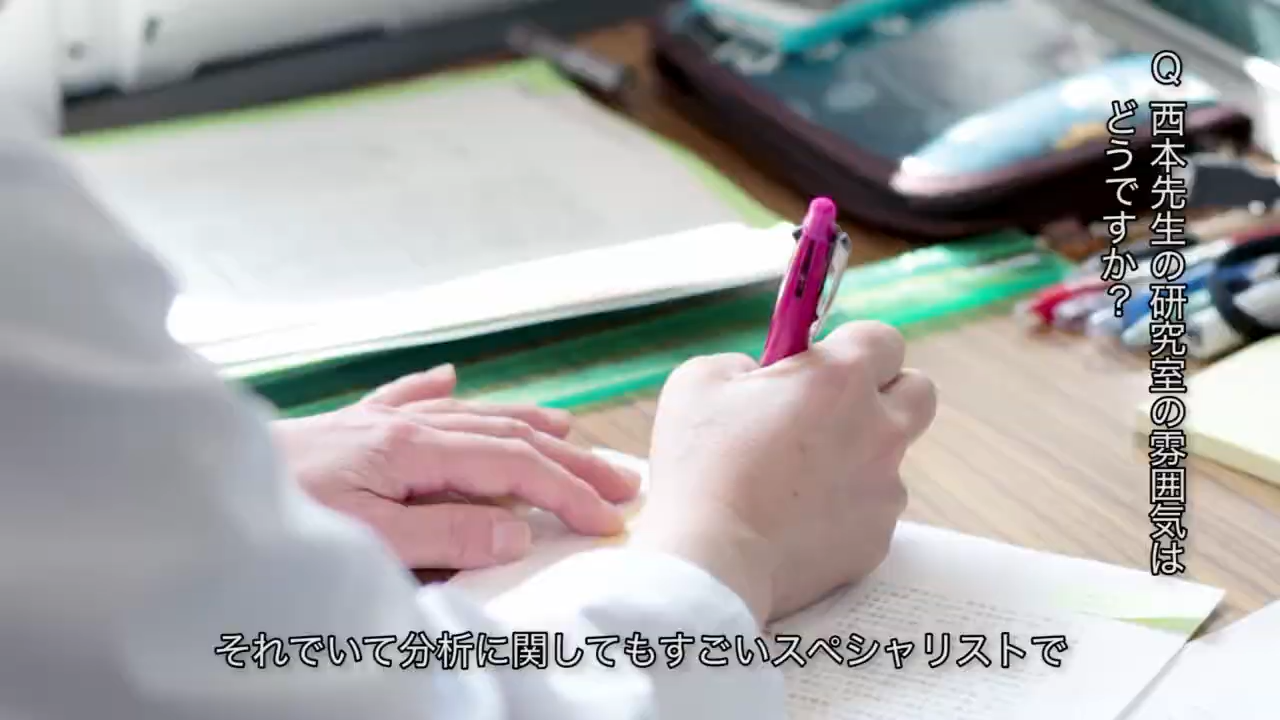 Q 西本先生の研究室の雰囲気は
どうですか？
それでいて分析に関してもすごいスペシャリストで